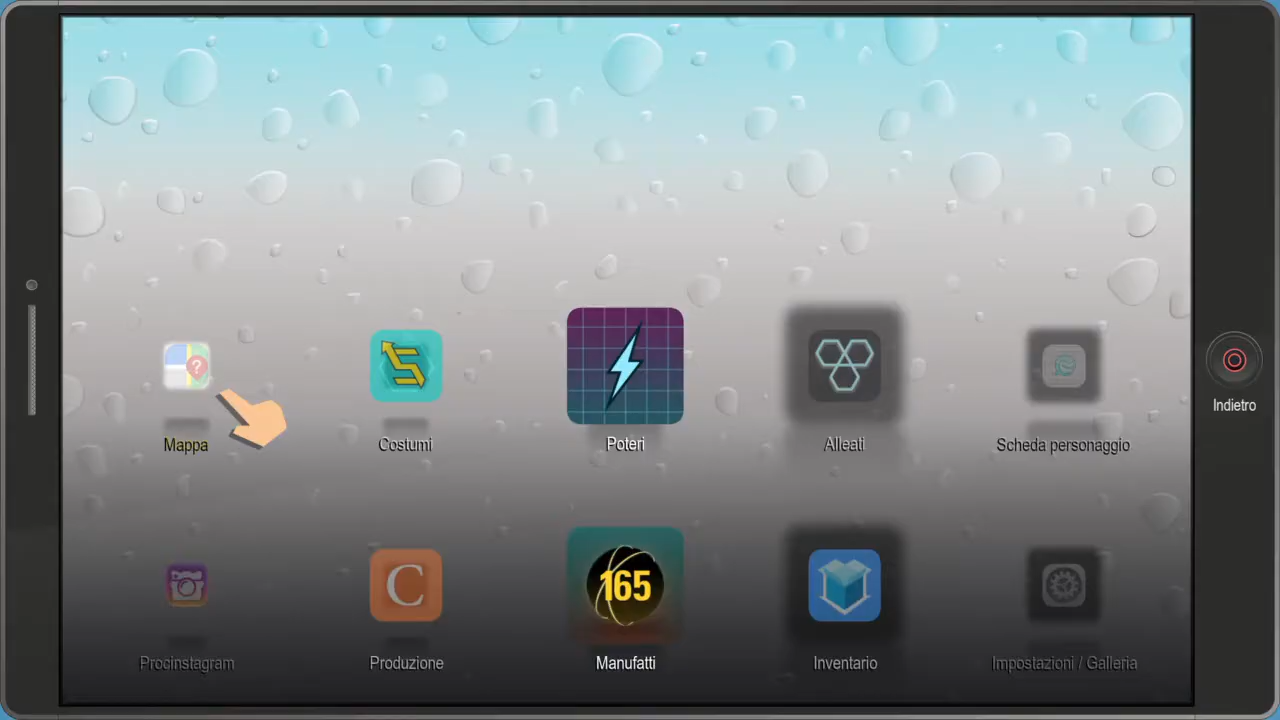 ?
Mappa
Costumi
Poteri
Alleati
Scheda personaggio
Indietro
C
165
Procinstagram
Produzione
Manufatti
Inventario
Impostazioni / Galleria